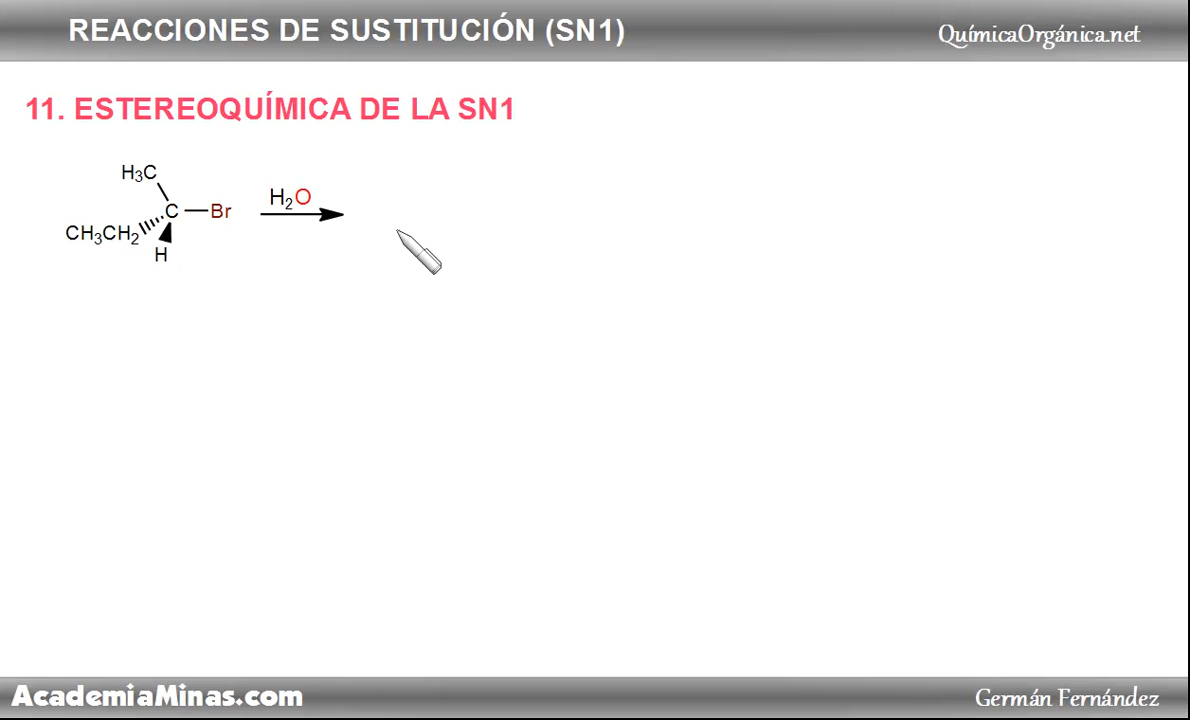 REACCIONES DE SUSTITUCIÓN (SN1)
QuímicaOrgánica.net
11. ESTEREOQUÍMICA DE LA SN1
H₃C
C Br
CH₃CH₂
H
H₂O
AcademiaMinas.com
Germán Fernández